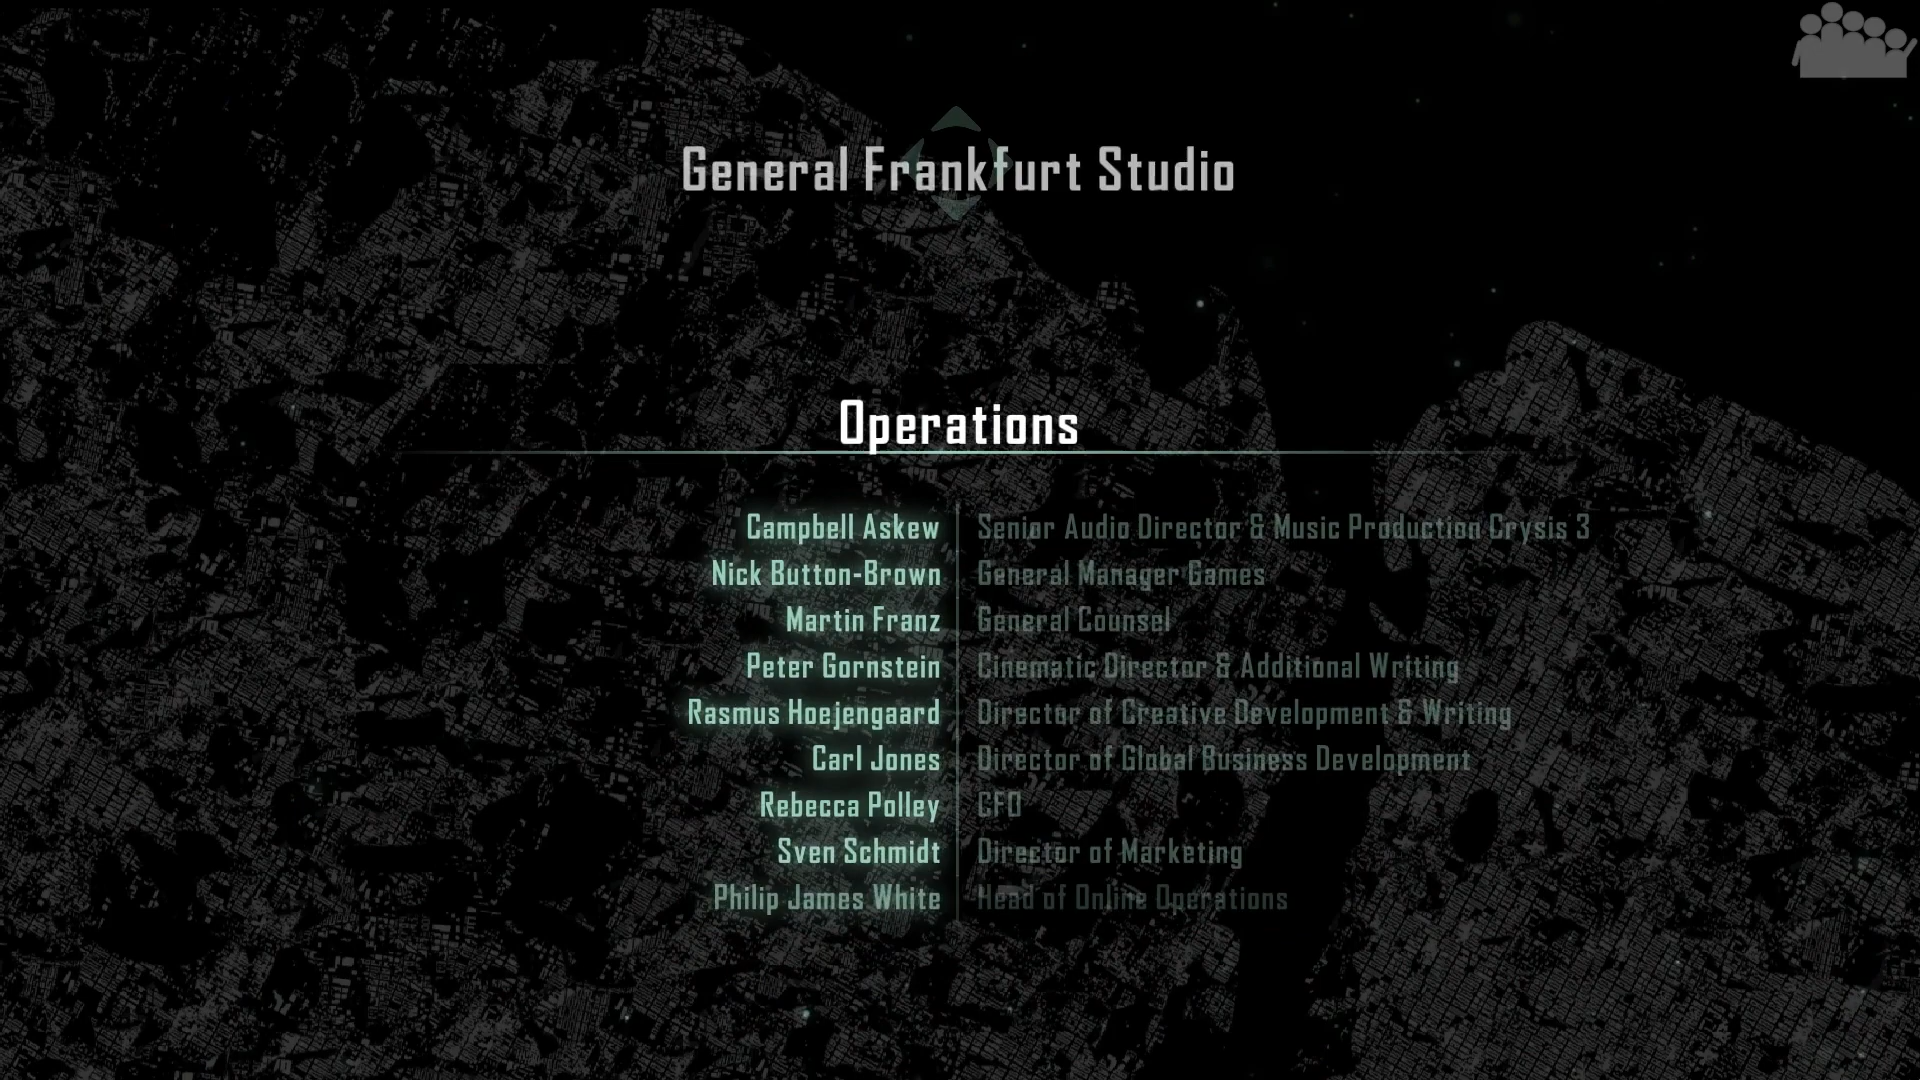 General Frankfurt Studio
Operations
Campbell Askew Senior Audio Director & Music Production Crysis 3
Nick Button-Brown General Manager Games
Martin Franz General Counsel
Peter Gornstein Cinematic Director & Additional Writing
Rasmus Hoejengaard Director of Creative Development & Writing
Carl Jones Director of Global Business Development
Rebecca Polley CFO
Sven Schmidt Director of Marketing
Philip James White Head of Online Operations